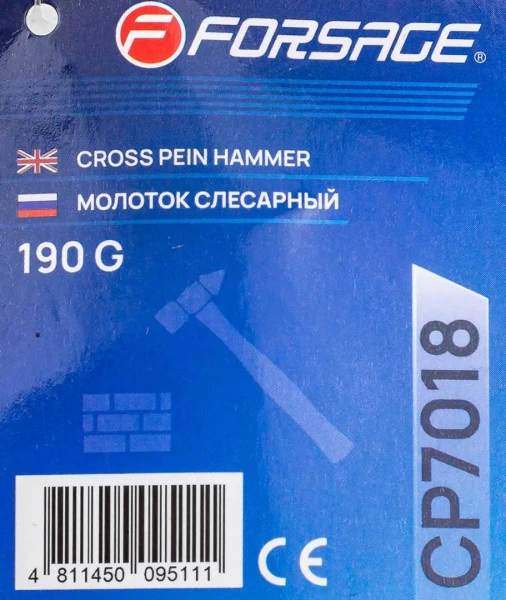 F FORSAGE®
CROSS PEIN HAMMER
МОЛОТОК СЛЕСАРНЫЙ
190 G
CP7018
4 811450 095111
CE